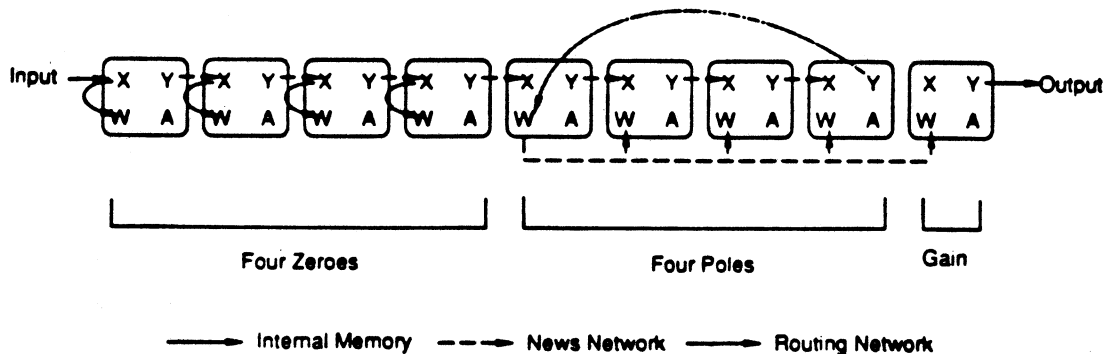 Input X Y X Y X Y X Y X Y X Y X Y X Y X Y Output
W A W A W A W A W A W A W A W A W A
Four Zeroes Four Poles Gain
Internal Memory News Network Routing Network